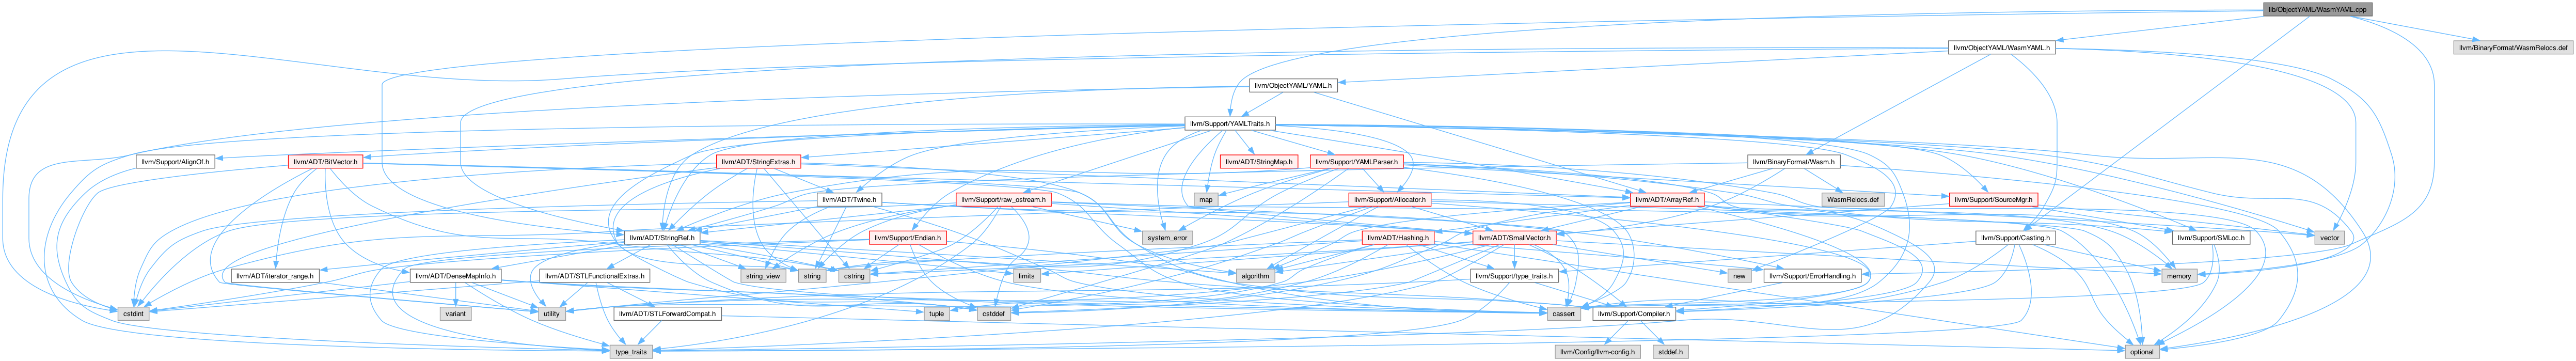 lib/ObjectYAML/WasmYAML.cpp
llvm/ObjectYAML/WasmYAML.h
llvm/BinaryFormat/WasmRelocs.def
llvm/ObjectYAML/YAML.h
llvm/Support/YAMLTraits.h
llvm/Support/AlignOf.h
llvm/ADT/BitVector.h
llvm/ADT/StringExtras.h
llvm/ADT/StringMap.h
llvm/Support/YAMLParser.h
llvm/BinaryFormat/Wasm.h
llvm/ADT/Twine.h
llvm/Support/raw_ostream.h
map
llvm/Support/Allocator.h
llvm/ADT/ArrayRef.h
WasmRelocs.def
llvm/Support/SourceMgr.h
llvm/ADT/StringRef.h
llvm/Support/Endian.h
system_error
llvm/ADT/Hashing.h
llvm/ADT/SmallVector.h
llvm/Support/Casting.h
llvm/Support/SMLoc.h
vector
llvm/ADT/iterator_range.h
llvm/ADT/DenseMapInfo.h
llvm/ADT/STLFunctionalExtras.h
string_view
string
cstring
limits
algorithm
llvm/Support/type_traits.h
new
llvm/Support/ErrorHandling.h
memory
cstdint
variant
utility
llvm/ADT/STLForwardCompat.h
tuple
cstddef
cassert
llvm/Support/Compiler.h
type_traits
llvm/Config/llvm-config.h
stddef.h
optional